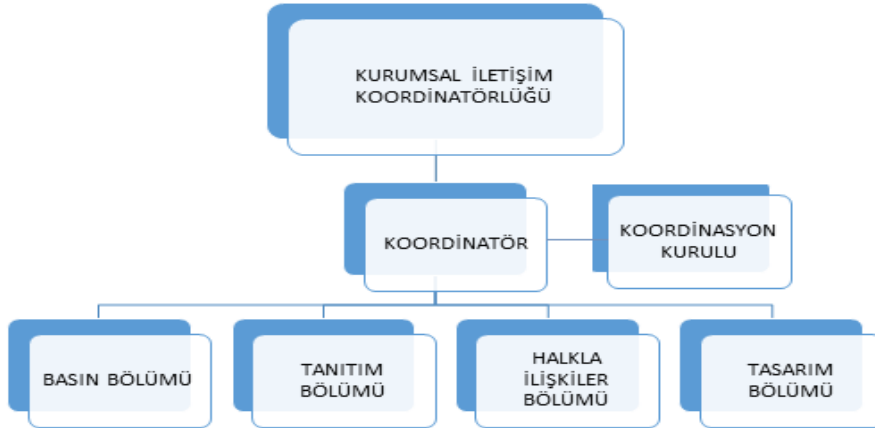 KURUMSAL İLETİŞİM
KOORDİNATÖRLÜĞÜ
KOORDİNATÖR
KOORDİNASYON
KURULU
BASIN BÖLÜMÜ
TANITIM
BÖLÜMÜ
HALKLA
İLİŞKİLER
BÖLÜMÜ
TASARIM
BÖLÜMÜ